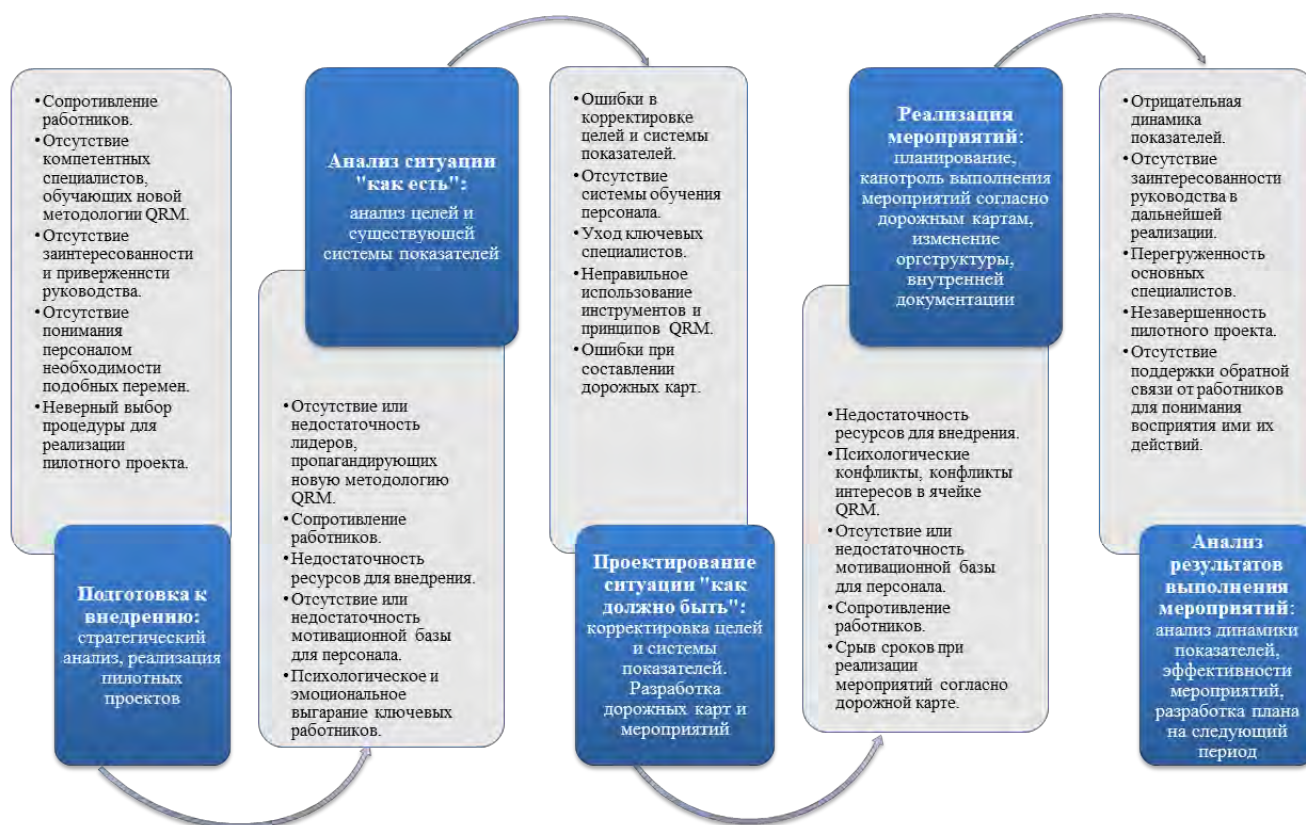 •Сопротивление
работников.
•Отсутствие
компетентных
специалистов,
обучающих новой
методологии QRM.
•Отсутствие
заинтересованности
и приверженнсти
руководства.
•Отсутствие
понимания
персоналом
необходимости
подобных перемен.
•Неверный выбор
процедуры для
реализации
пилотного проекта.
Подготовка к
внедрению:
стратегический
анализ, реализация
пилотных
проектов
Анализ ситуации
"как есть":
анализ целей и
существующей
системы показателей
•Отсутствие или
недостаточность
лидеров,
пропагандирующих
новую методологию
QRM.
•Сопротивление
работников.
•Недостаточность
ресурсов для внедрения.
•Отсутствие или
недостаточность
мотивационной базы
для персонала.
•Психологическое и
эмоциональное
выгарание ключевых
работников.
•Ошибки в
корректировке
целей и системы
показателей.
•Отсутствие
системы обучения
персонала.
•Уход ключевых
специалистов.
•Неправильное
использование
инструментов и
принципов QRM.
•Ошибки при
составлении
дорожных карт.
Проектирование
ситуации "как
должно быть":
корректировка целей
и системы
показателей.
Разработка
дорожных карт и
мероприятий
Реализация
мероприятий:
планирование,
канотроль выполнения
мероприятий согласно
дорожным картам,
изменение
оргструктуры,
внутренней
документации
•Недостаточность
ресурсов для внедрения.
•Психологические
конфликты, конфликты
интересов в ячейке
QRM.
•Отсутствие или
недостаточность
мотивационной базы
для персонала.
•Сопротивление
работников.
•Срыв сроков при
реализации
мероприятий согласно
дорожной карте.
•Отрицательная
динамика
показателей.
•Отсутствие
заинтересованности
руководства в
дальнейшей
реализации.
•Перегруженность
основных
специалистов.
•Незавершенность
пилотного проекта.
•Отсутствие
поддержки обратной
связи от работников
для понимания
восприятия ими их
действий.
Анализ
результатов
выполнения
мероприятий:
анализ динамики
показателей,
эффективности
мероприятий,
разработка плана
на следующий
период